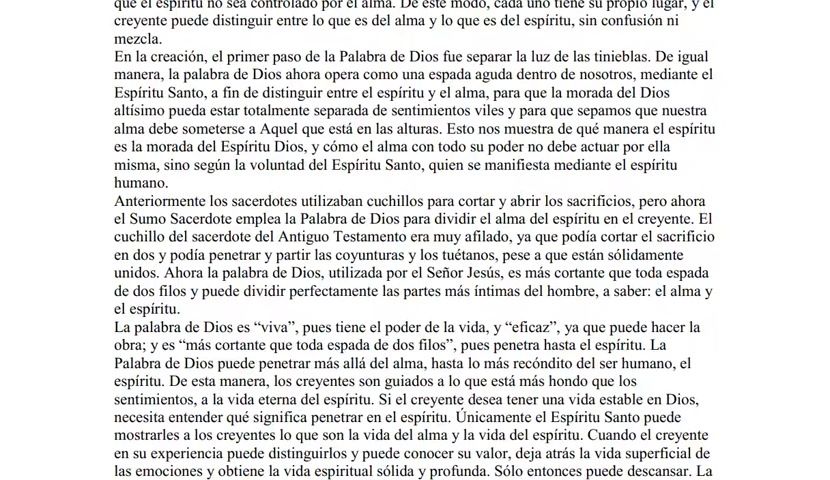 que el espíritu no sea controlado por el alma. De este modo, cada uno tiene su propio lugar, y el
creyente puede distinguir entre lo que es del alma y lo que es del espíritu, sin confusión ni
mezcla.
En la creación, el primer paso de la Palabra de Dios fue separar la luz de las tinieblas. De igual
manera, la palabra de Dios ahora opera como una espada aguda dentro de nosotros, mediante el
Espíritu Santo, a fin de distinguir entre el espíritu y el alma, para que la morada del Dios
altísimo pueda estar totalmente separada de sentimientos viles y para que sepamos que nuestra
alma debe someterse a Aquel que está en las alturas. Esto nos muestra de qué manera el espíritu
es la morada del Espíritu Dios, y cómo el alma con todo su poder no debe actuar por ella
misma, sino según la voluntad del Espíritu Santo, quien se manifiesta mediante el espíritu
humano.
Anteriormente los sacerdotes utilizaban cuchillos para cortar y abrir los sacrificios, pero ahora
el Sumo Sacerdote emplea la Palabra de Dios para dividir el alma del espíritu en el creyente. El
cuchillo del sacerdote del Antiguo Testamento era muy afilado, ya que podía cortar el sacrificio
en dos y podía penetrar y partir las coyunturas y los tuétanos, pese a que están sólidamente
unidos. Ahora la palabra de Dios, utilizada por el Señor Jesús, es más cortante que toda espada
de dos filos y puede dividir perfectamente las partes más íntimas del hombre, a saber: el alma y
el espíritu.
La palabra de Dios es “viva”, pues tiene el poder de la vida, y “eficaz”, ya que puede hacer la
obra; y es “más cortante que toda espada de dos filos”, pues penetra hasta el espíritu. La
Palabra de Dios puede penetrar más allá del alma, hasta lo más recóndito del ser humano, el
espíritu. De esta manera, los creyentes son guiados a lo que está más hondo que los
sentimientos, a la vida eterna del espíritu. Si el creyente desea tener una vida estable en Dios,
necesita entender qué significa penetrar en el espíritu. Únicamente el Espíritu Santo puede
mostrarles a los creyentes lo que son la vida del alma y la vida del espíritu. Cuando el creyente
en su experiencia puede distinguirlos y puede conocer su valor, deja atrás la vida superficial de
las emociones y obtiene la vida espiritual sólida y profunda. Sólo entonces puede descansar. La